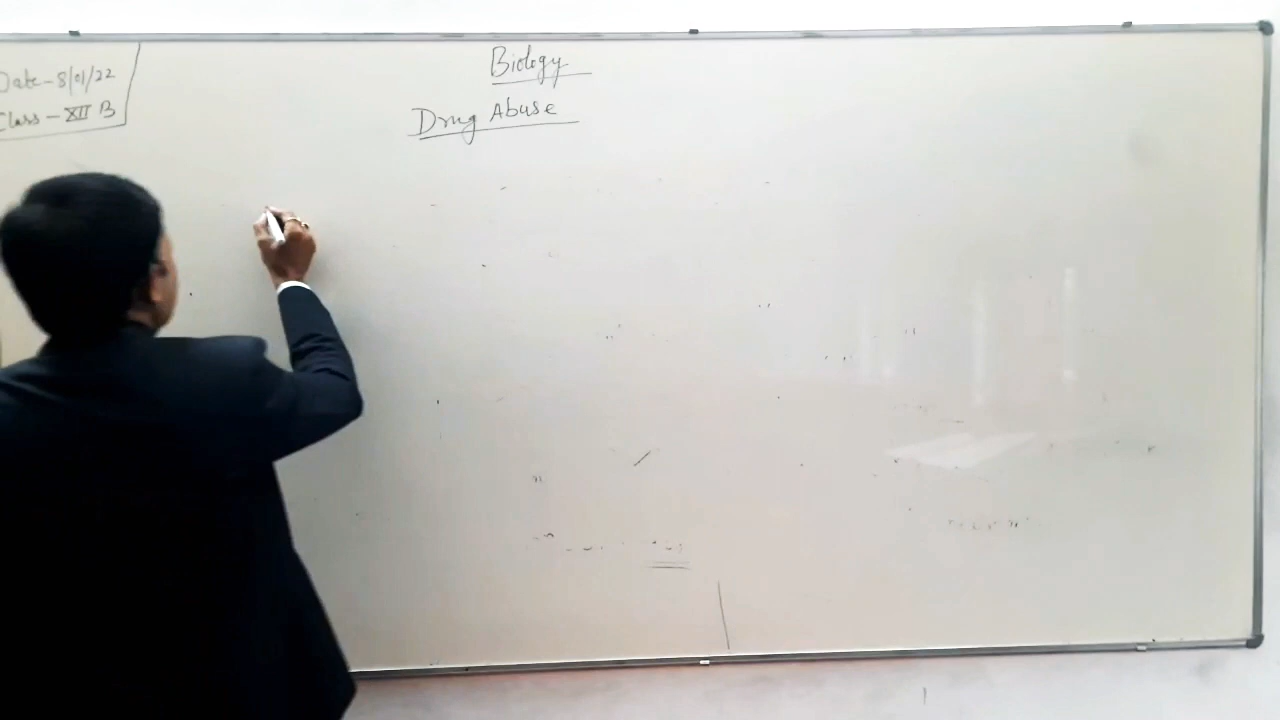 Date-8/01/22
Class - XII B
Biology
Drug Abuse